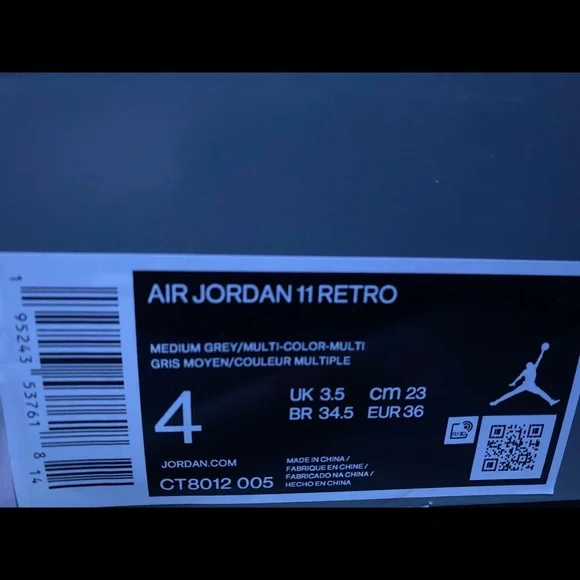 AIR JORDAN 11 RETRO
MEDIUM GREY/MULTI-COLOR-MULTI
GRIS MOYEN/COULEUR MULTIPLE
4
UK 3.5 cm 23
BR 34.5 EUR 36
JORDAN.COM
CT8012 005
MADE IN CHINA /
FABRIQUE EN CHINE /
FABRICADO NA CHINA /
HECHO EN CHINA
RFID
1 95243 53761 8 14